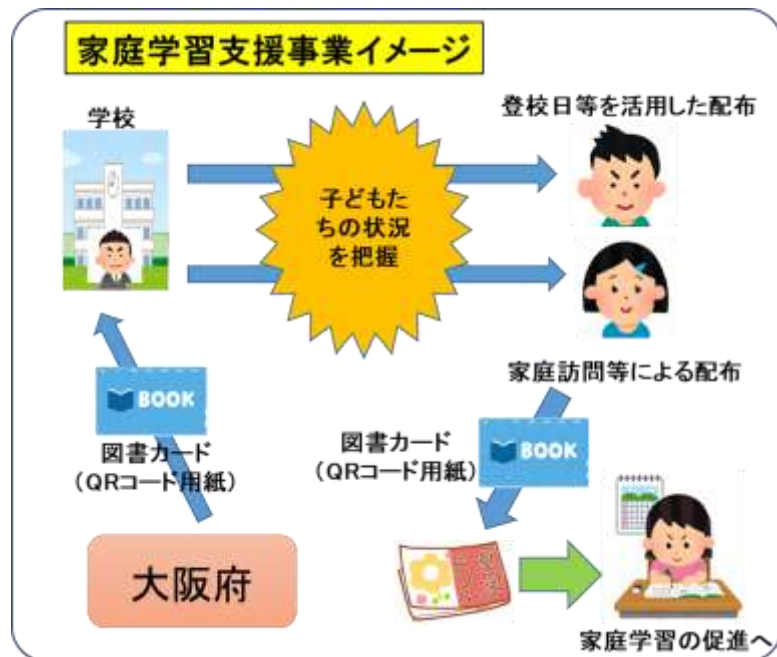 家庭学習支援事業イメージ
学校
登校日等を活用した配布
子どもた
ちの状況
を把握
家庭訪問等による配布
BOOK
図書カード
（QRコード用紙）
図書カード
（QRコード用紙）
BOOK
大阪府
家庭学習の促進へ